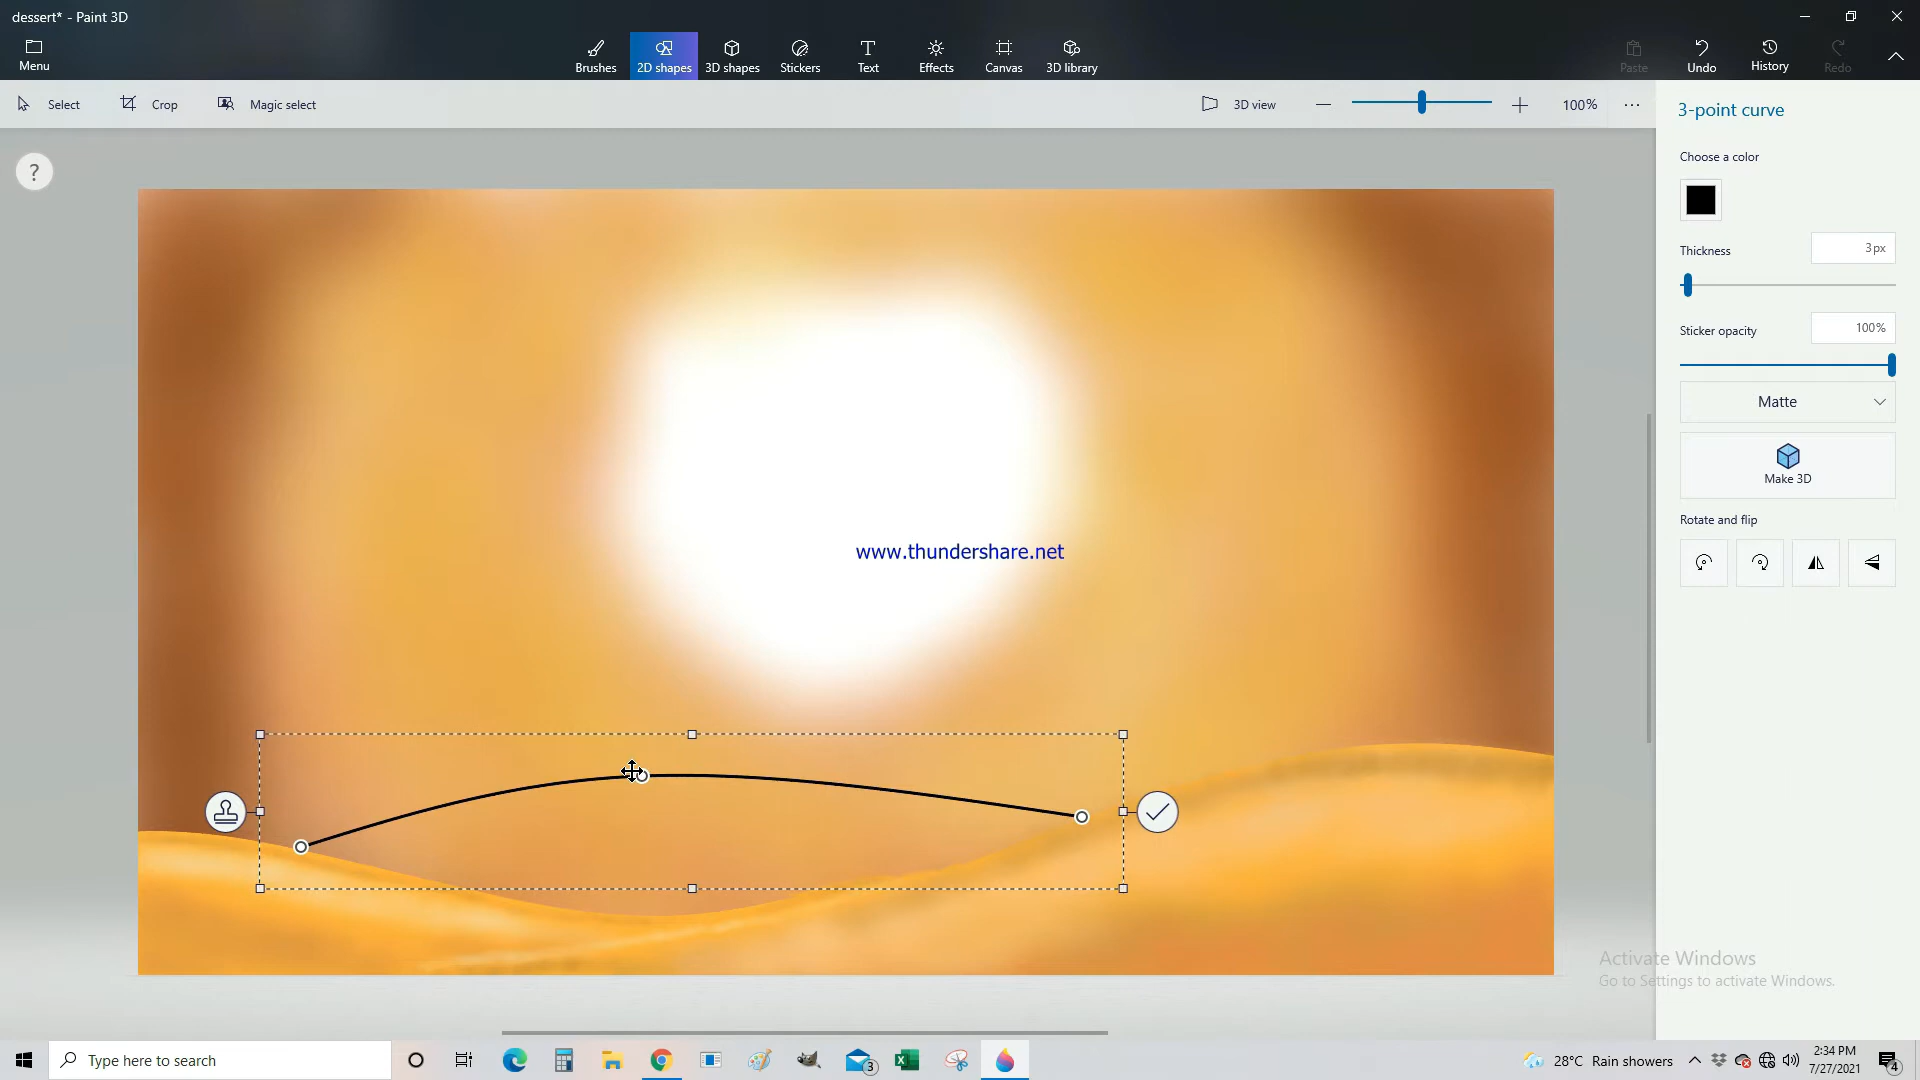 dessert* - Paint 3D
Menu
Brushes
2D shapes
3D shapes
Stickers
Text
Effects
Canvas
3D library
Paste
Undo
History
Redo
Select
Crop
Magic select
3D view
100%
3-point curve
?
Choose a color
Thickness
3px
Sticker opacity
100%
Matte
Make 3D
Rotate and flip
www.thundershare.net
Activate Windows
Go to Settings to activate Windows.
Type here to search
3
28°C Rain showers
2:34 PM
7/27/2021
4